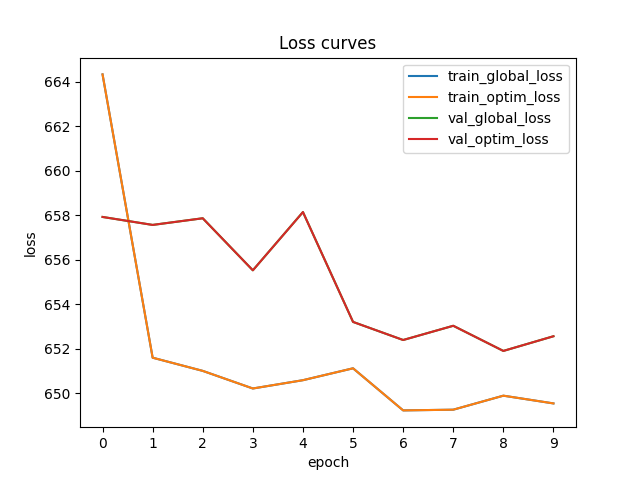 Loss curves
train_global_loss
train_optim_loss
val_global_loss
val_optim_loss
664
662
660
658
656
654
652
650
loss
0 1 2 3 4 5 6 7 8 9
epoch